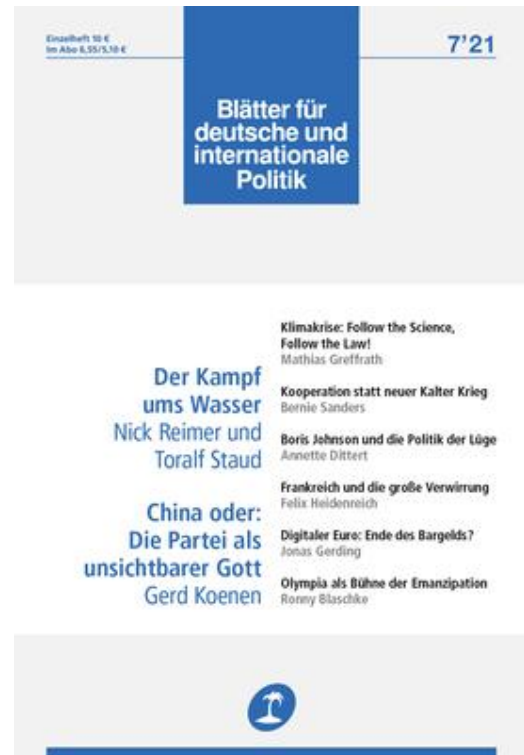 Einzelheft 10 €
Im Abo 6,55/5,10 €
7’21
Blätter für
deutsche und
internationale
Politik
Der Kampf
ums Wasser
Nick Reimer und
Toralf Staud
China oder:
Die Partei als
unsichtbarer Gott
Gerd Koenen
Klimakrise: Follow the Science,
Follow the Law!
Mathias Greffrath
Kooperation statt neuer Kalter Krieg
Bernie Sanders
Boris Johnson und die Politik der Lüge
Annette Dittert
Frankreich und die große Verwirrung
Felix Heidenreich
Digitaler Euro: Ende des Bargelds?
Jonas Gerding
Olympia als Bühne der Emanzipation
Ronny Blaschke